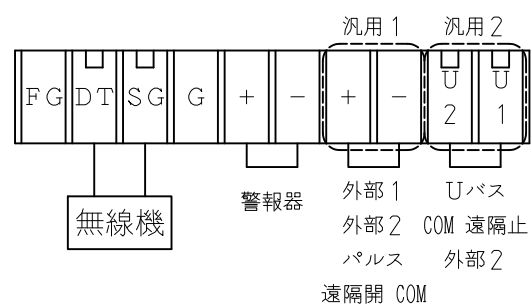 汎用1 汎用2
FG DT SG G + − + − U2 U1
無線機
警報器
外部1 Uバス
外部2 COM 遠隔止
パルス 外部2
遠隔開 COM